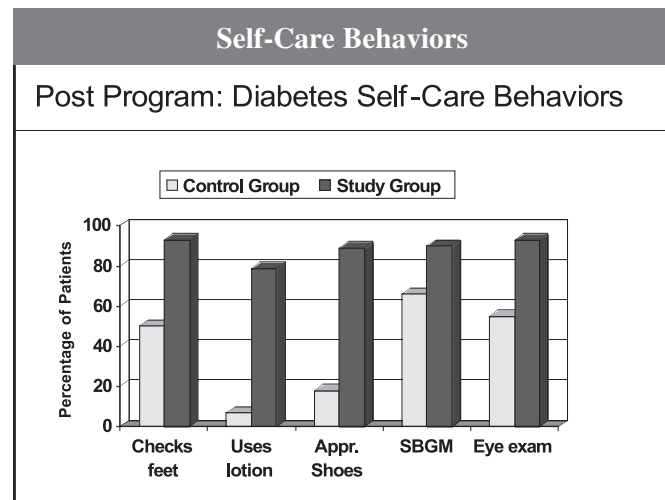 Self-Care Behaviors
Post Program: Diabetes Self-Care Behaviors
Control Group Study Group
Percentage of Patients
100
80
60
40
20
0
Checks feet
Uses lotion
Appr. Shoes
SBGM
Eye exam